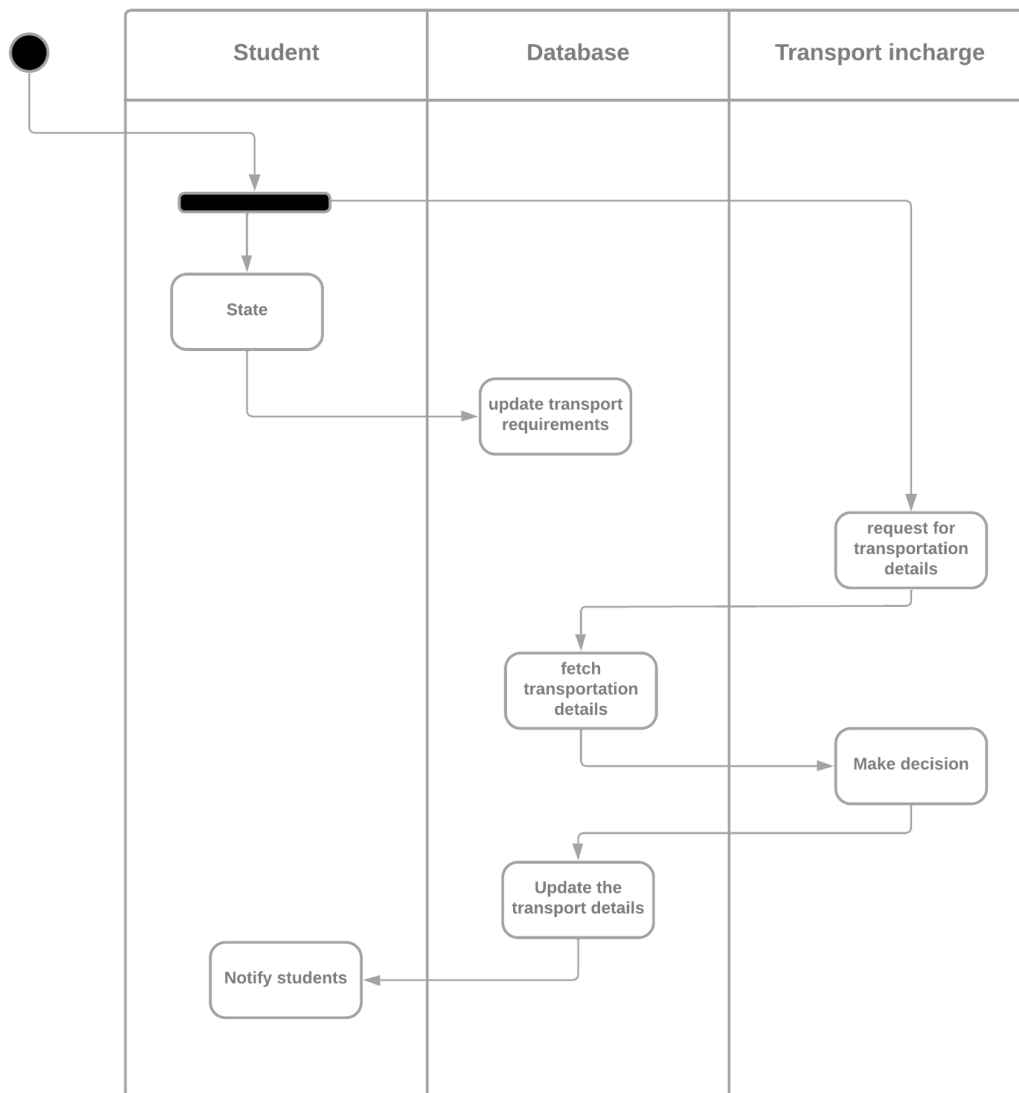 Student
Database
Transport incharge
State
update transport
requirements
request for
transportation
details
fetch
transportation
details
Make decision
Update the
transport details
Notify students